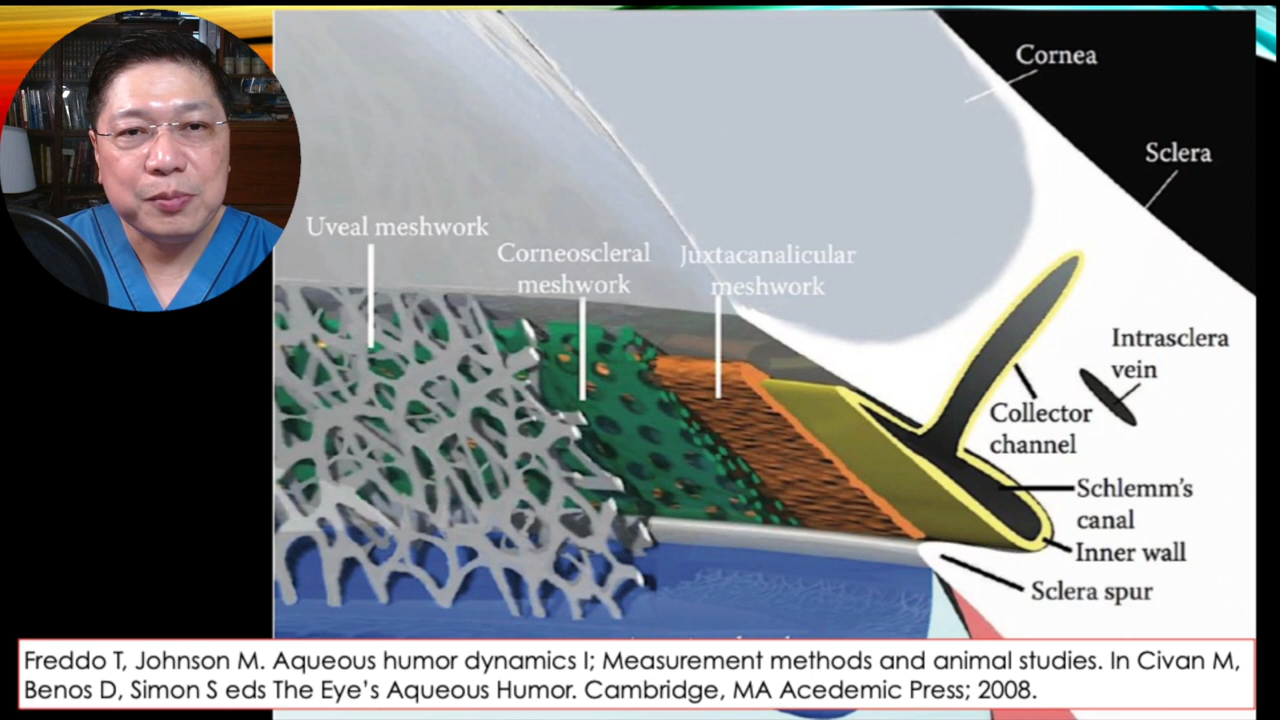 Cornea
Sclera
Uveal meshwork
Corneoscleral
meshwork
Juxtacanalicular
meshwork
Intrasclera
vein
Collector
channel
Schlemm's
canal
Inner wall
Sclera spur
Freddo T, Johnson M. Aqueous humor dynamics I; Measurement methods and animal studies. In Civan M,
Benos D, Simon S eds The Eye's Aqueous Humor. Cambridge, MA Acedemic Press; 2008.